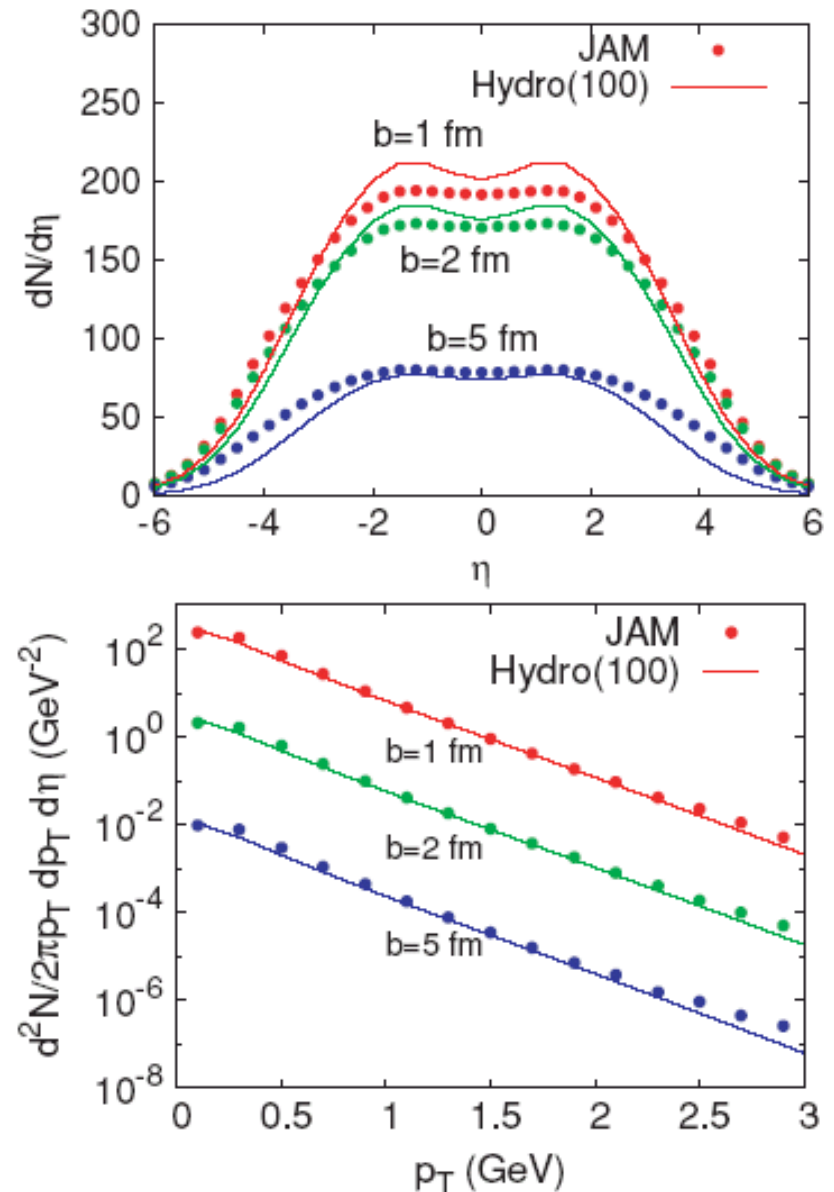 300
250
200
150
100
50
0
dN/dη
JAM
Hydro(100)
b=1 fm
b=2 fm
b=5 fm
-6 -4 -2 0 2 4 6
η
10^2
10^0
10^-2
10^-4
10^-6
10^-8
d^2N/2πp_T dp_T dη (GeV^-2)
JAM
Hydro(100)
b=1 fm
b=2 fm
b=5 fm
0 0.5 1 1.5 2 2.5 3
p_T (GeV)